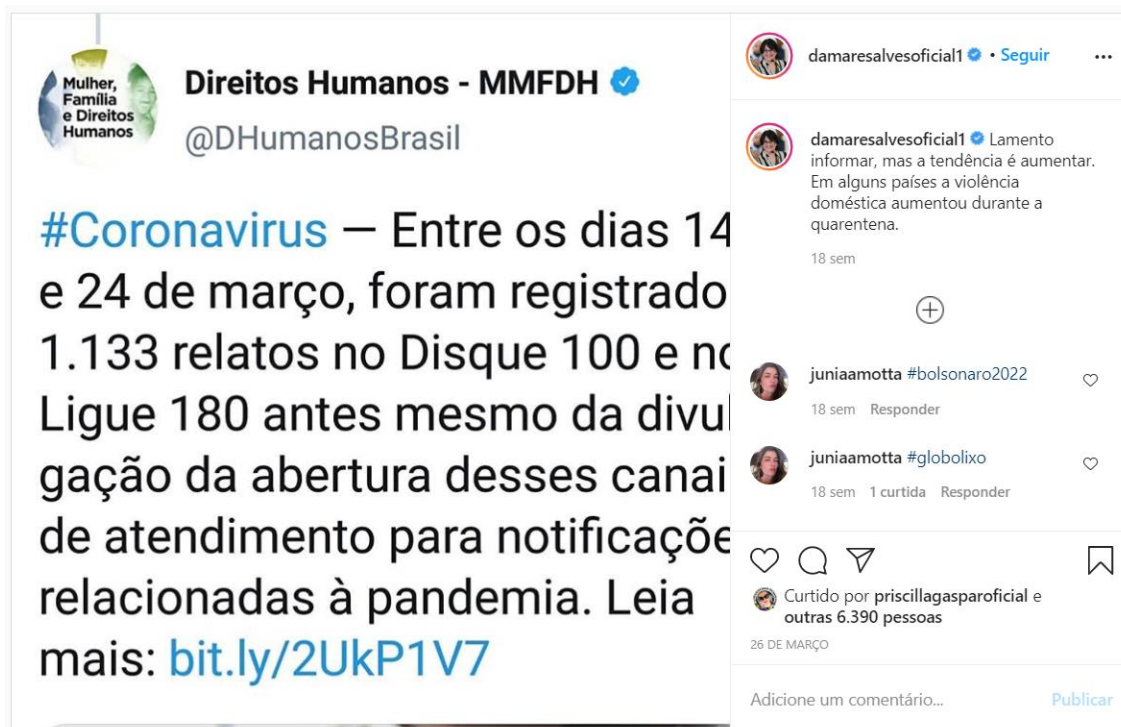 Mulher,
Família
e Direitos
Humanos
Direitos Humanos - MMFDH
@DHumanosBrasil
#Coronavirus — Entre os dias 14
e 24 de março, foram registrado
1.133 relatos no Disque 100 e no
Ligue 180 antes mesmo da divul
gação da abertura desses canai
de atendimento para notificaçõe
relacionadas à pandemia. Leia
mais: bit.ly/2UkP1V7
damaresalvesoficial1 • Seguir
damaresalvesoficial1 Lamento
informar, mas a tendência é aumentar.
Em alguns países a violência
doméstica aumentou durante a
quarentena.
18 sem
juniaamotta #bolsonaro2022
18 sem Responder
juniaamotta #globolixo
18 sem 1 curtida Responder
Curtido por priscillagasparoficial e
outras 6.390 pessoas
26 DE MARÇO
Adicione um comentário... Publicar